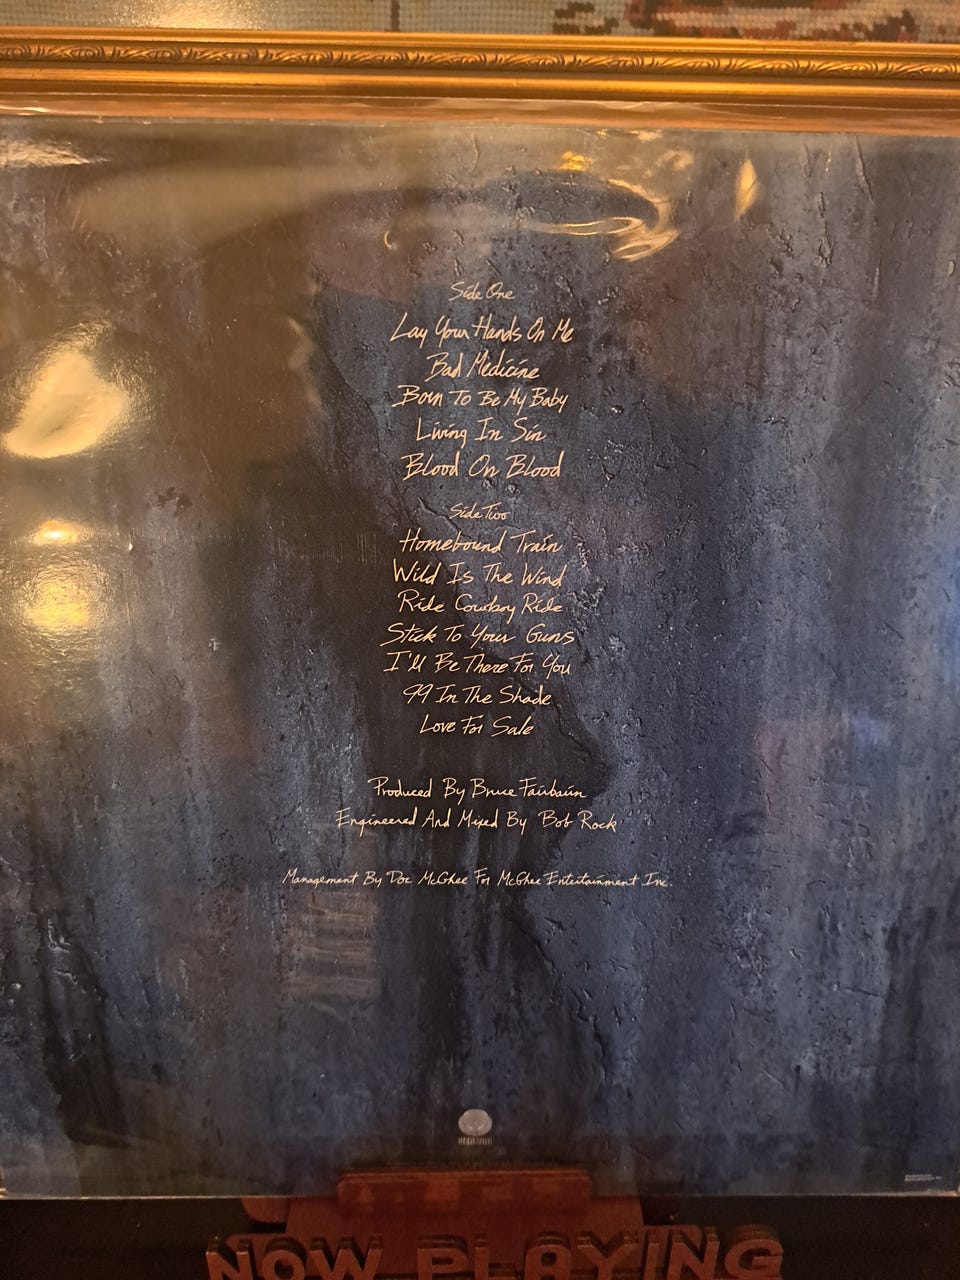 Side One
Lay Your Hands On Me
Bad Medicine
Born To Be My Baby
Living In Sin
Blood On Blood
Side Two
Homebound Train
Wild Is The Wind
Ride Cowboy Ride
Stick To Your Guns
I'll Be There For You
99 In The Shade
Love For Sale
Produced By Bruce Fairbairn
Engineered And Mixed By Bob Rock
Management By Doc McGhee For McGhee Entertainment Inc.
NOW PLAYING